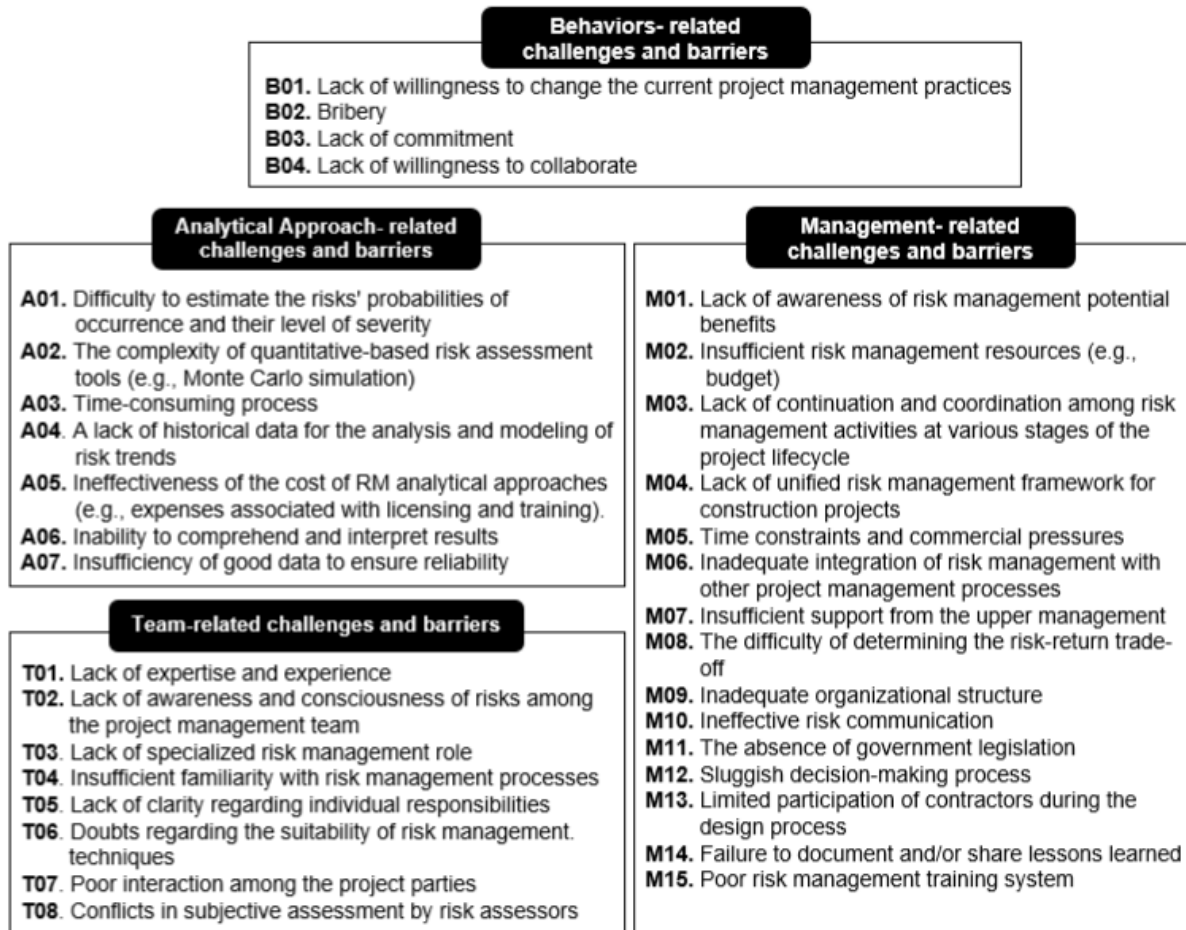 Behaviors- related
challenges and barriers
B01. Lack of willingness to change the current project management practices
B02. Bribery
B03. Lack of commitment
B04. Lack of willingness to collaborate
Analytical Approach- related
challenges and barriers
A01. Difficulty to estimate the risks' probabilities of
occurrence and their level of severity
A02. The complexity of quantitative-based risk assessment
tools (e.g., Monte Carlo simulation)
A03. Time-consuming process
A04. A lack of historical data for the analysis and modeling of
risk trends
A05. Ineffectiveness of the cost of RM analytical approaches
(e.g., expenses associated with licensing and training).
A06. Inability to comprehend and interpret results
A07. Insufficiency of good data to ensure reliability
Team-related challenges and barriers
T01. Lack of expertise and experience
T02. Lack of awareness and consciousness of risks among
the project management team
T03. Lack of specialized risk management role
T04. Insufficient familiarity with risk management processes
T05. Lack of clarity regarding individual responsibilities
T06. Doubts regarding the suitability of risk management.
techniques
T07. Poor interaction among the project parties
T08. Conflicts in subjective assessment by risk assessors
Management- related
challenges and barriers
M01. Lack of awareness of risk management potential
benefits
M02. Insufficient risk management resources (e.g.,
budget)
M03. Lack of continuation and coordination among risk
management activities at various stages of the
project lifecycle
M04. Lack of unified risk management framework for
construction projects
M05. Time constraints and commercial pressures
M06. Inadequate integration of risk management with
other project management processes
M07. Insufficient support from the upper management
M08. The difficulty of determining the risk-return trade-
off
M09. Inadequate organizational structure
M10. Ineffective risk communication
M11. The absence of government legislation
M12. Sluggish decision-making process
M13. Limited participation of contractors during the
design process
M14. Failure to document and/or share lessons learned
M15. Poor risk management training system